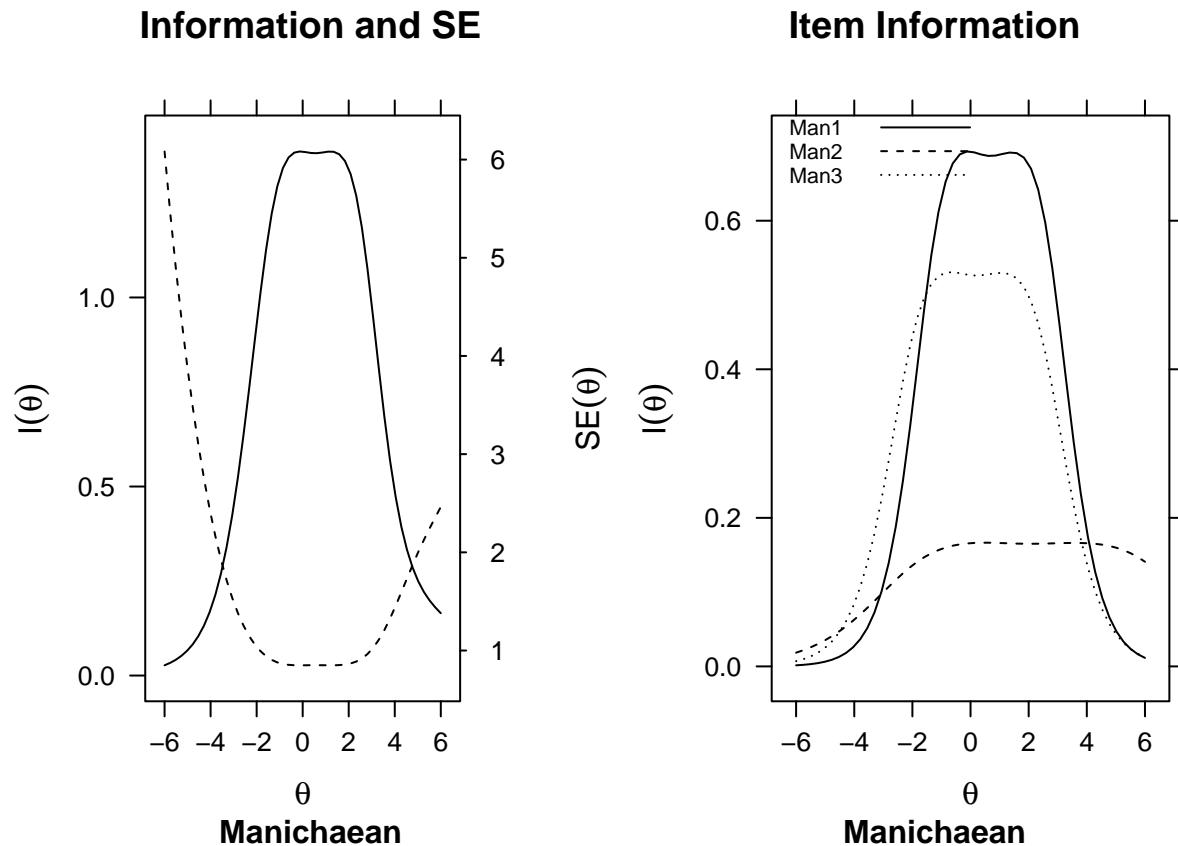 Information and SE
1.0
0.5
0.0
6
5
4
3
2
1
I(θ)
SE(θ)
−6 −4 −2 0 2 4 6
θ
Manichaean
Item Information
Man1
Man2
Man3
0.6
0.4
0.2
0.0
I(θ)
−6 −4 −2 0 2 4 6
θ
Manichaean